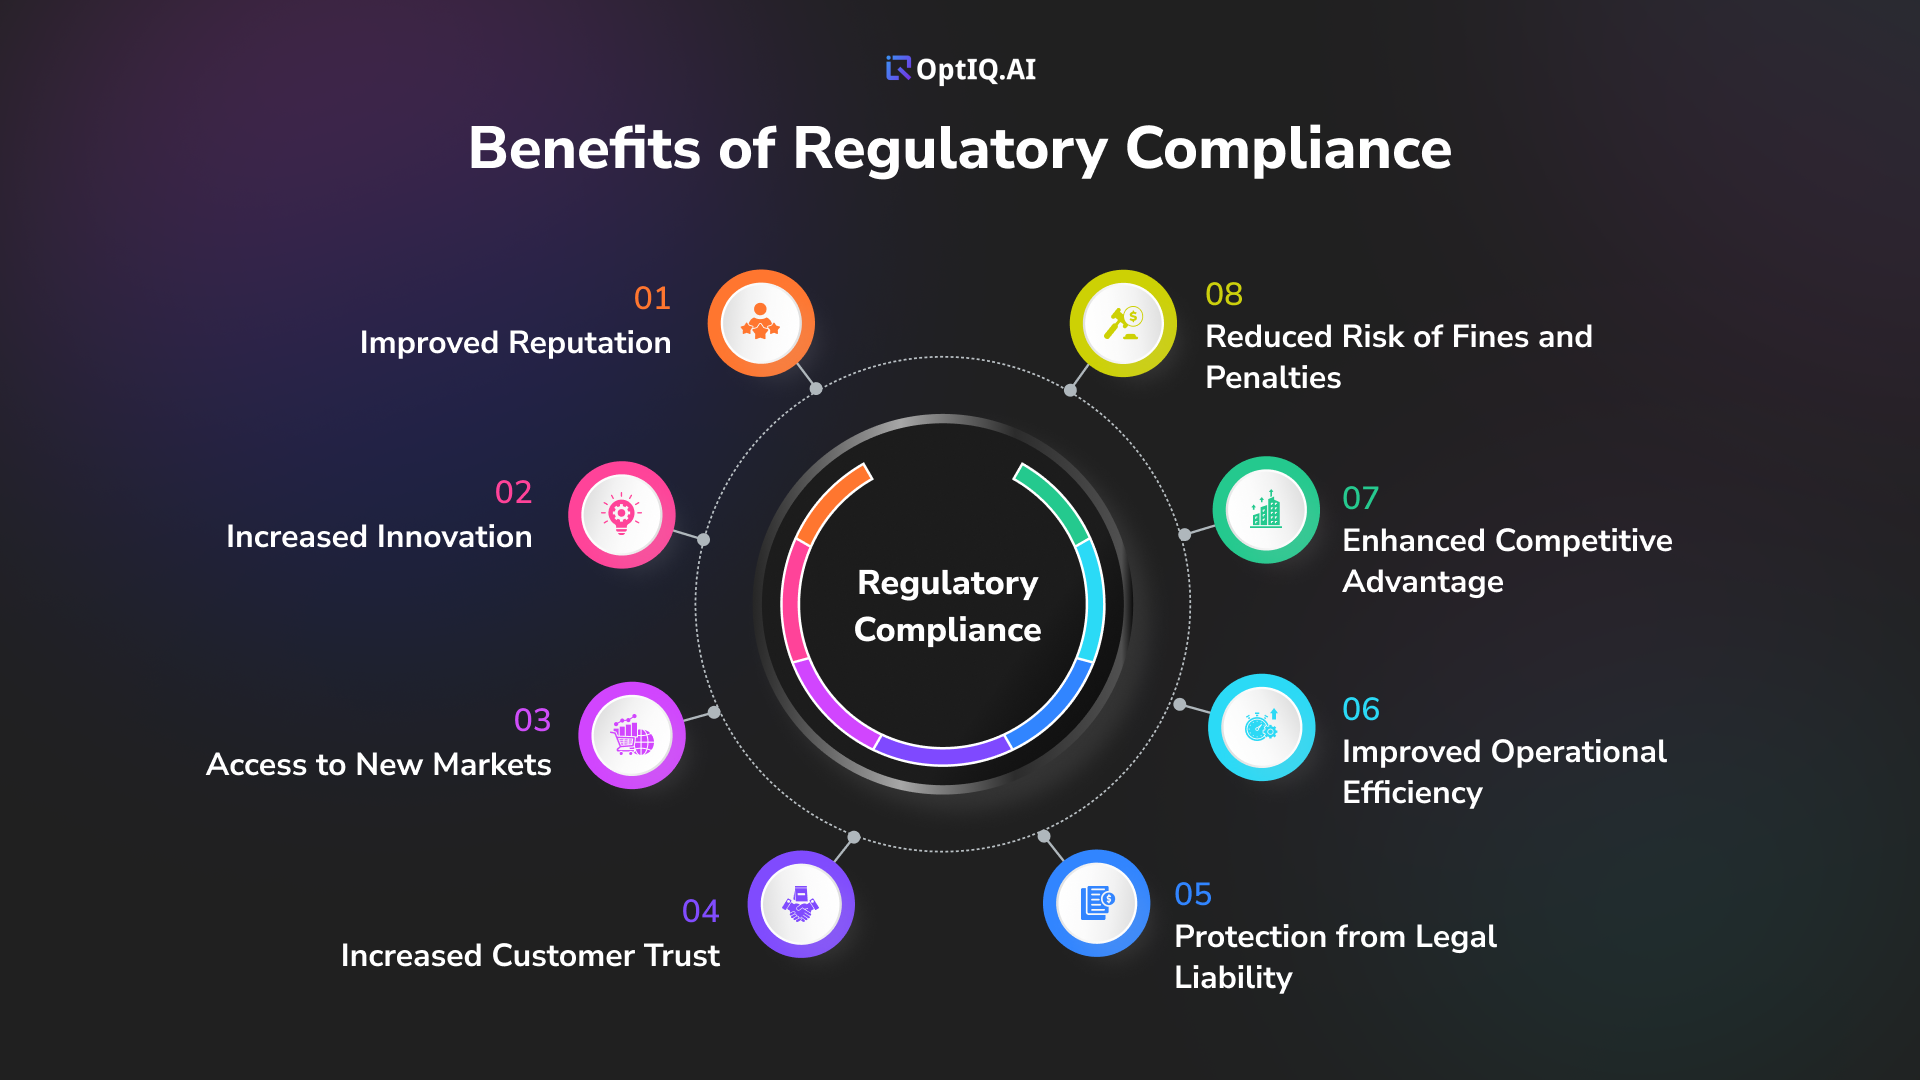 OptIQ.AI
Benefits of Regulatory Compliance
01
Improved Reputation
02
Increased Innovation
03
Access to New Markets
04
Increased Customer Trust
Regulatory
Compliance
08
Reduced Risk of Fines and
Penalties
07
Enhanced Competitive
Advantage
06
Improved Operational
Efficiency
05
Protection from Legal
Liability